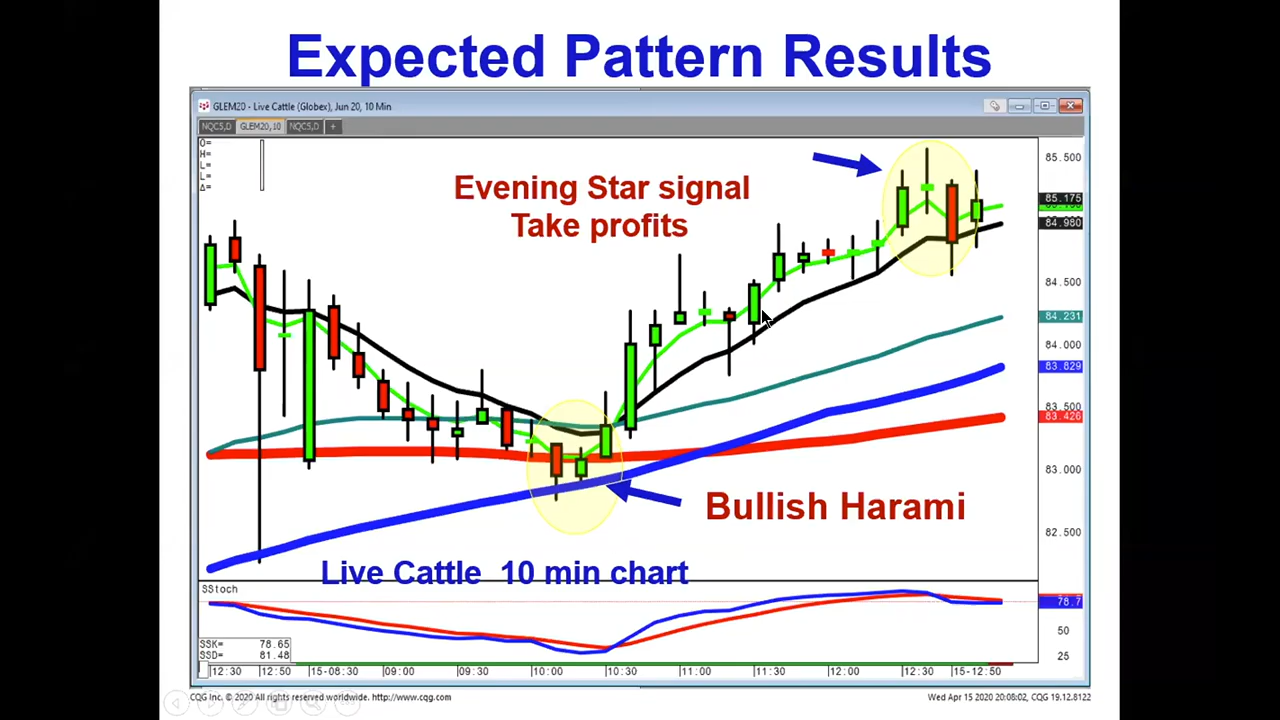 Expected Pattern Results
GLEM20 - Live Cattle (Globex), Jun 20, 10 Min
NQC5,D
GLEM20,10
NQC5,D
+
O=
H=
L=
L=
Δ=
Evening Star signal
Take profits
85.500
85.175
84.980
84.500
84.231
84.000
83.829
83.500
83.426
83.000
82.500
Bullish Harami
Live Cattle 10 min chart
SStoch
78.7
50
25
SSK= 78.65
SSD= 81.48
12:30
12:50
15-08:30
09:00
09:30
10:00
10:30
11:00
11:30
12:00
12:30
15-12:50
CQG Inc. © 2020 All rights reserved worldwide. http://www.cqg.com
Wed Apr 15 2020 20:08:02, CQG 19.12.8122